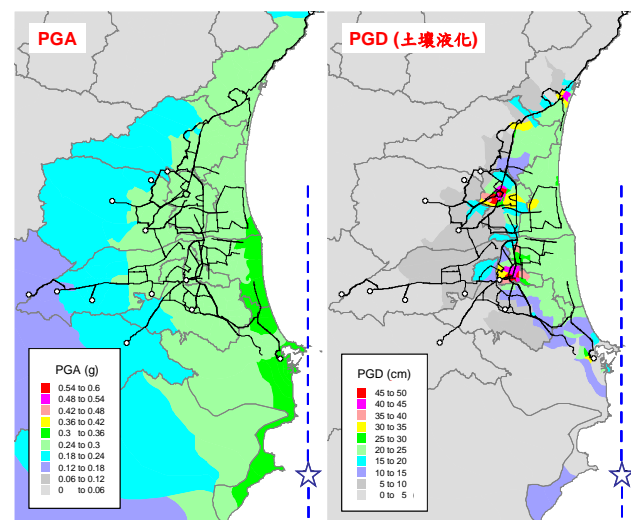 PGA
PGD (土壤液化)
PGA (g)
0.54 to 0.6
0.48 to 0.54
0.42 to 0.48
0.36 to 0.42
0.3 to 0.36
0.24 to 0.3
0.18 to 0.24
0.12 to 0.18
0.06 to 0.12
0 to 0.06
PGD (cm)
45 to 50
40 to 45
35 to 40
30 to 35
25 to 30
20 to 25
15 to 20
10 to 15
5 to 10
0 to 5